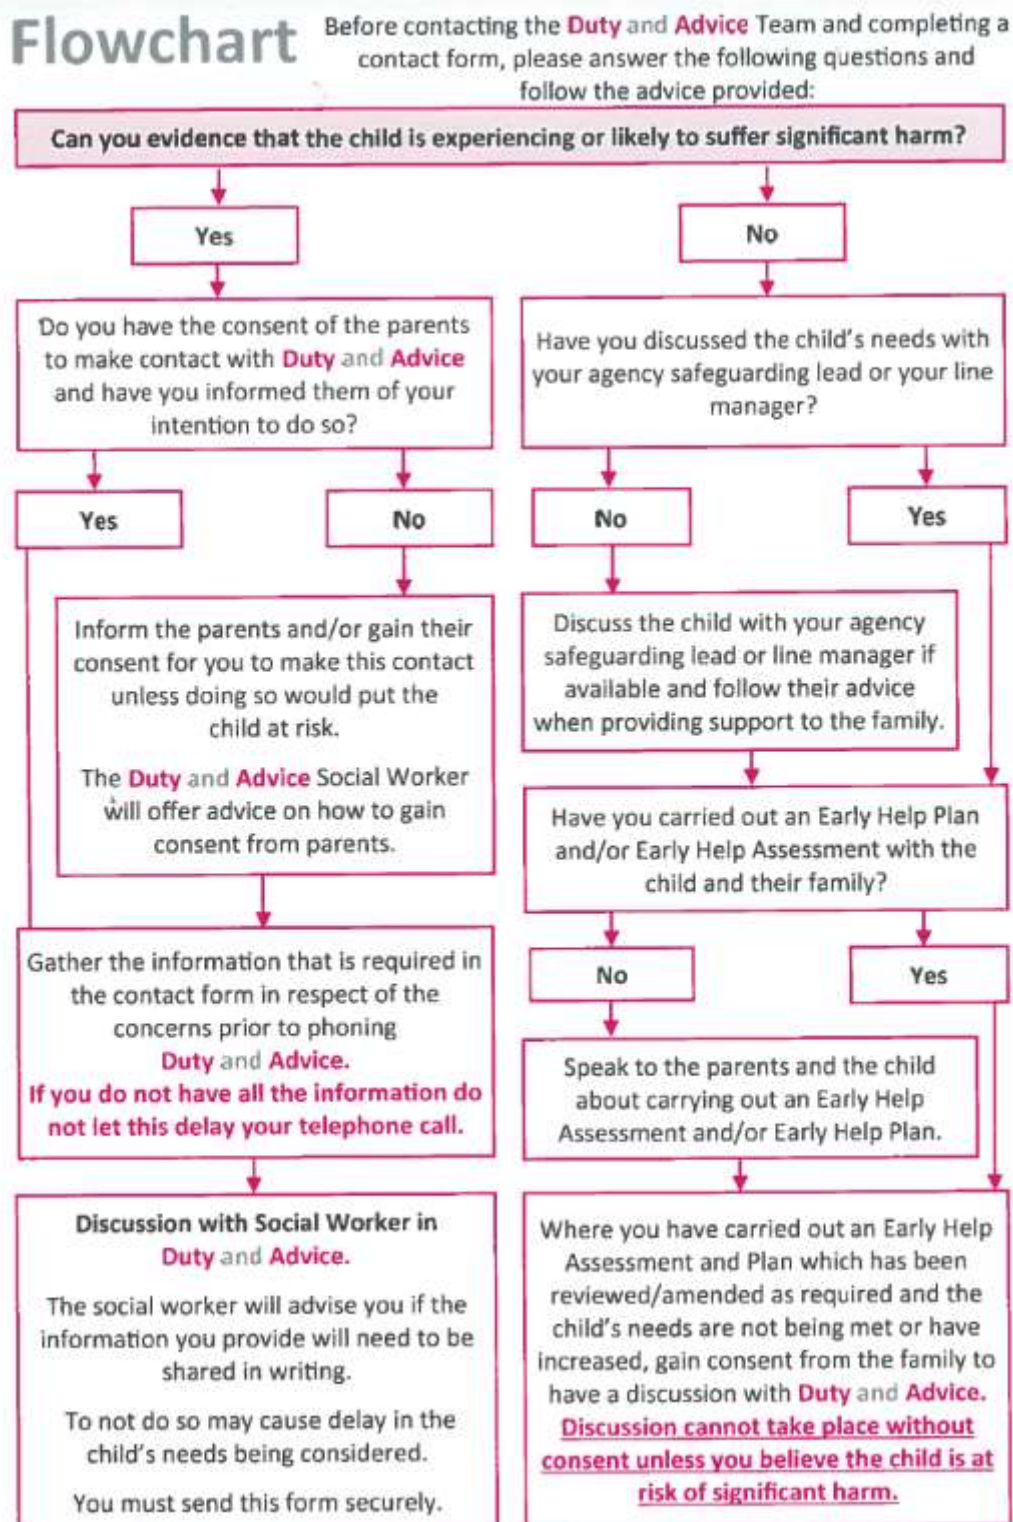 Flowchart
Before contacting the Duty and Advice Team and completing a
contact form, please answer the following questions and
follow the advice provided:
Can you evidence that the child is experiencing or likely to suffer significant harm?
Yes
No
Do you have the consent of the parents
to make contact with Duty and Advice
and have you informed them of your
intention to do so?
Have you discussed the child's needs with
your agency safeguarding lead or your line
manager?
Yes
No
No
Yes
Inform the parents and/or gain their
consent for you to make this contact
unless doing so would put the
child at risk.
The Duty and Advice Social Worker
will offer advice on how to gain
consent from parents.
Discuss the child with your agency
safeguarding lead or line manager if
available and follow their advice
when providing support to the family.
Have you carried out an Early Help Plan
and/or Early Help Assessment with the
child and their family?
No
Yes
Gather the information that is required in
the contact form in respect of the
concerns prior to phoning
Duty and Advice.
If you do not have all the information do
not let this delay your telephone call.
Speak to the parents and the child
about carrying out an Early Help
Assessment and/or Early Help Plan.
Discussion with Social Worker in
Duty and Advice.
The social worker will advise you if the
information you provide will need to be
shared in writing.
To not do so may cause delay in the
child's needs being considered.
You must send this form securely.
Where you have carried out an Early Help
Assessment and Plan which has been
reviewed/amended as required and the
child's needs are not being met or have
increased, gain consent from the family to
have a discussion with Duty and Advice.
Discussion cannot take place without
consent unless you believe the child is at
risk of significant harm.